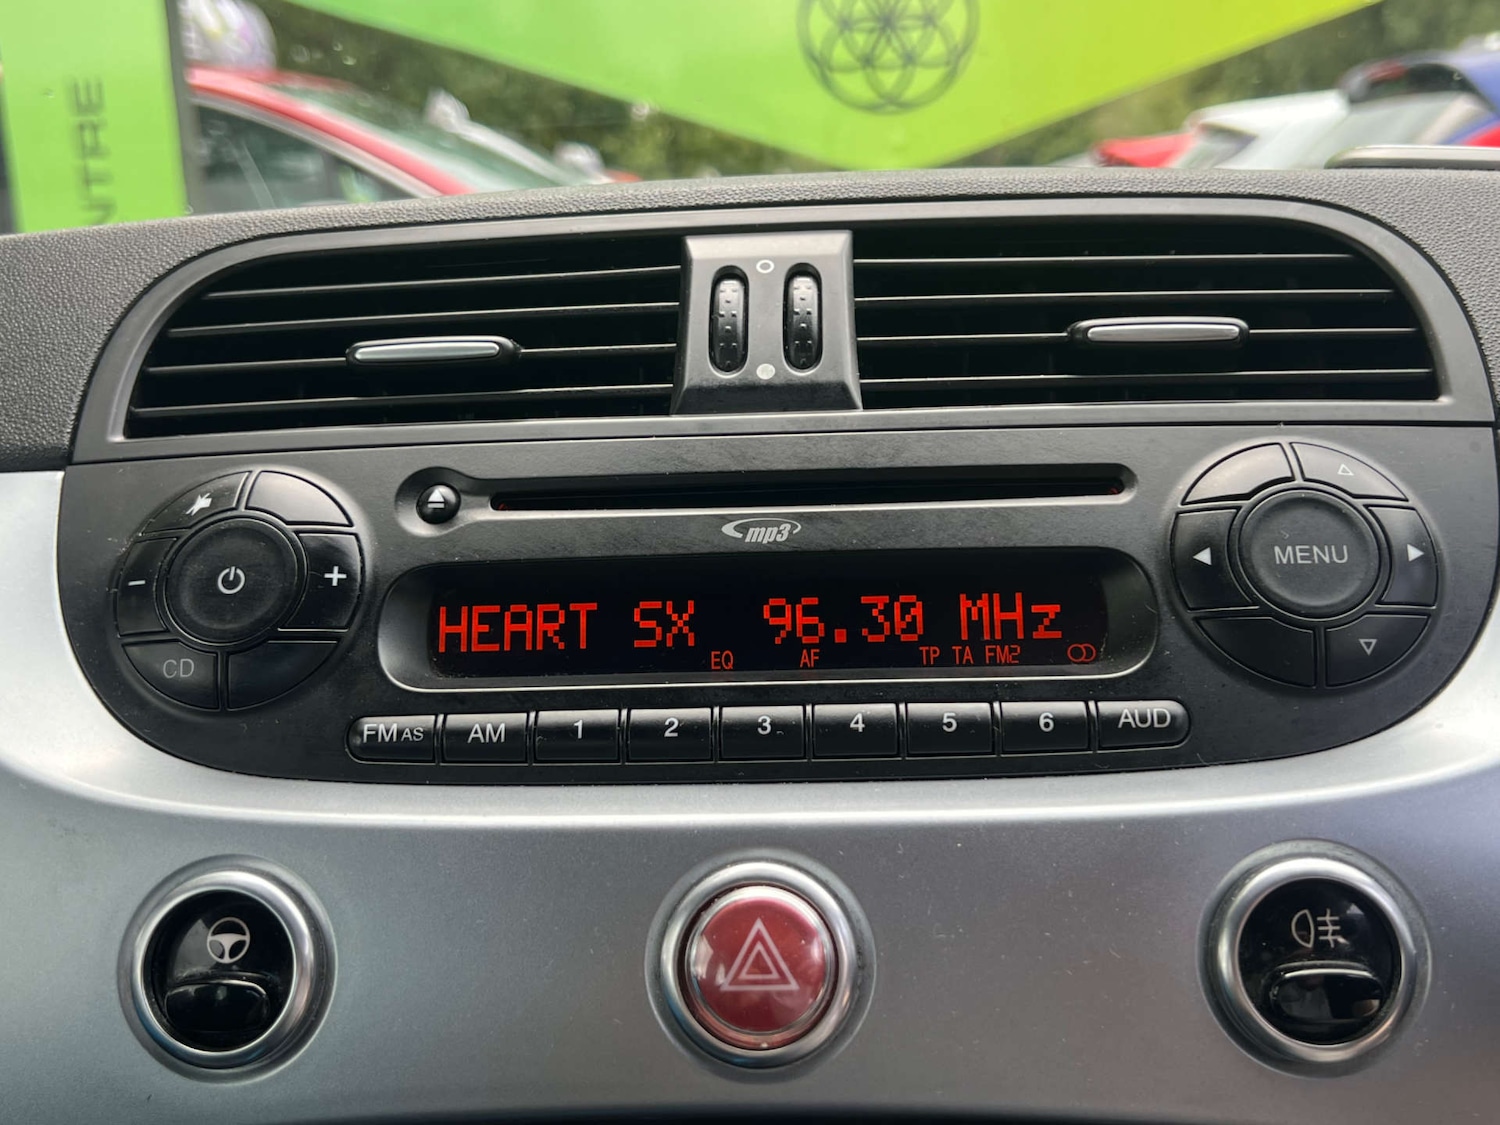 NTRE
mp3
HEART SX 96.30 MHz
EQ AF TP TA FM2
MENU
CD
FM AS AM 1 2 3 4 5 6 AUD